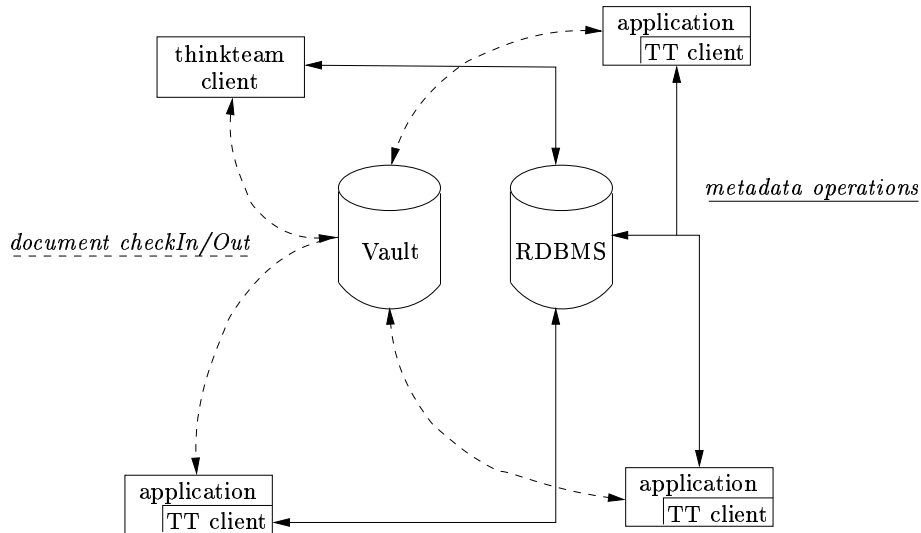 application
TT client
thinkteam
client
metadata operations
document checkIn/Out
Vault
RDBMS
application
TT client
application
TT client